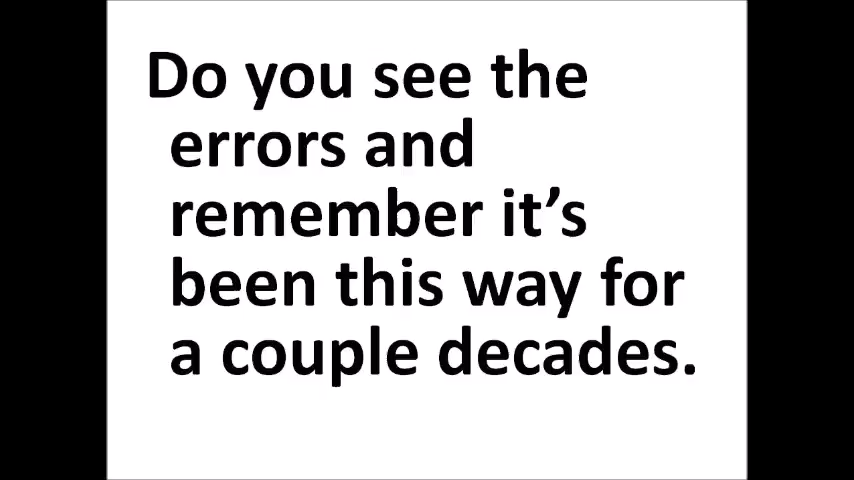 Do you see the
errors and
remember it’s
been this way for
a couple decades.